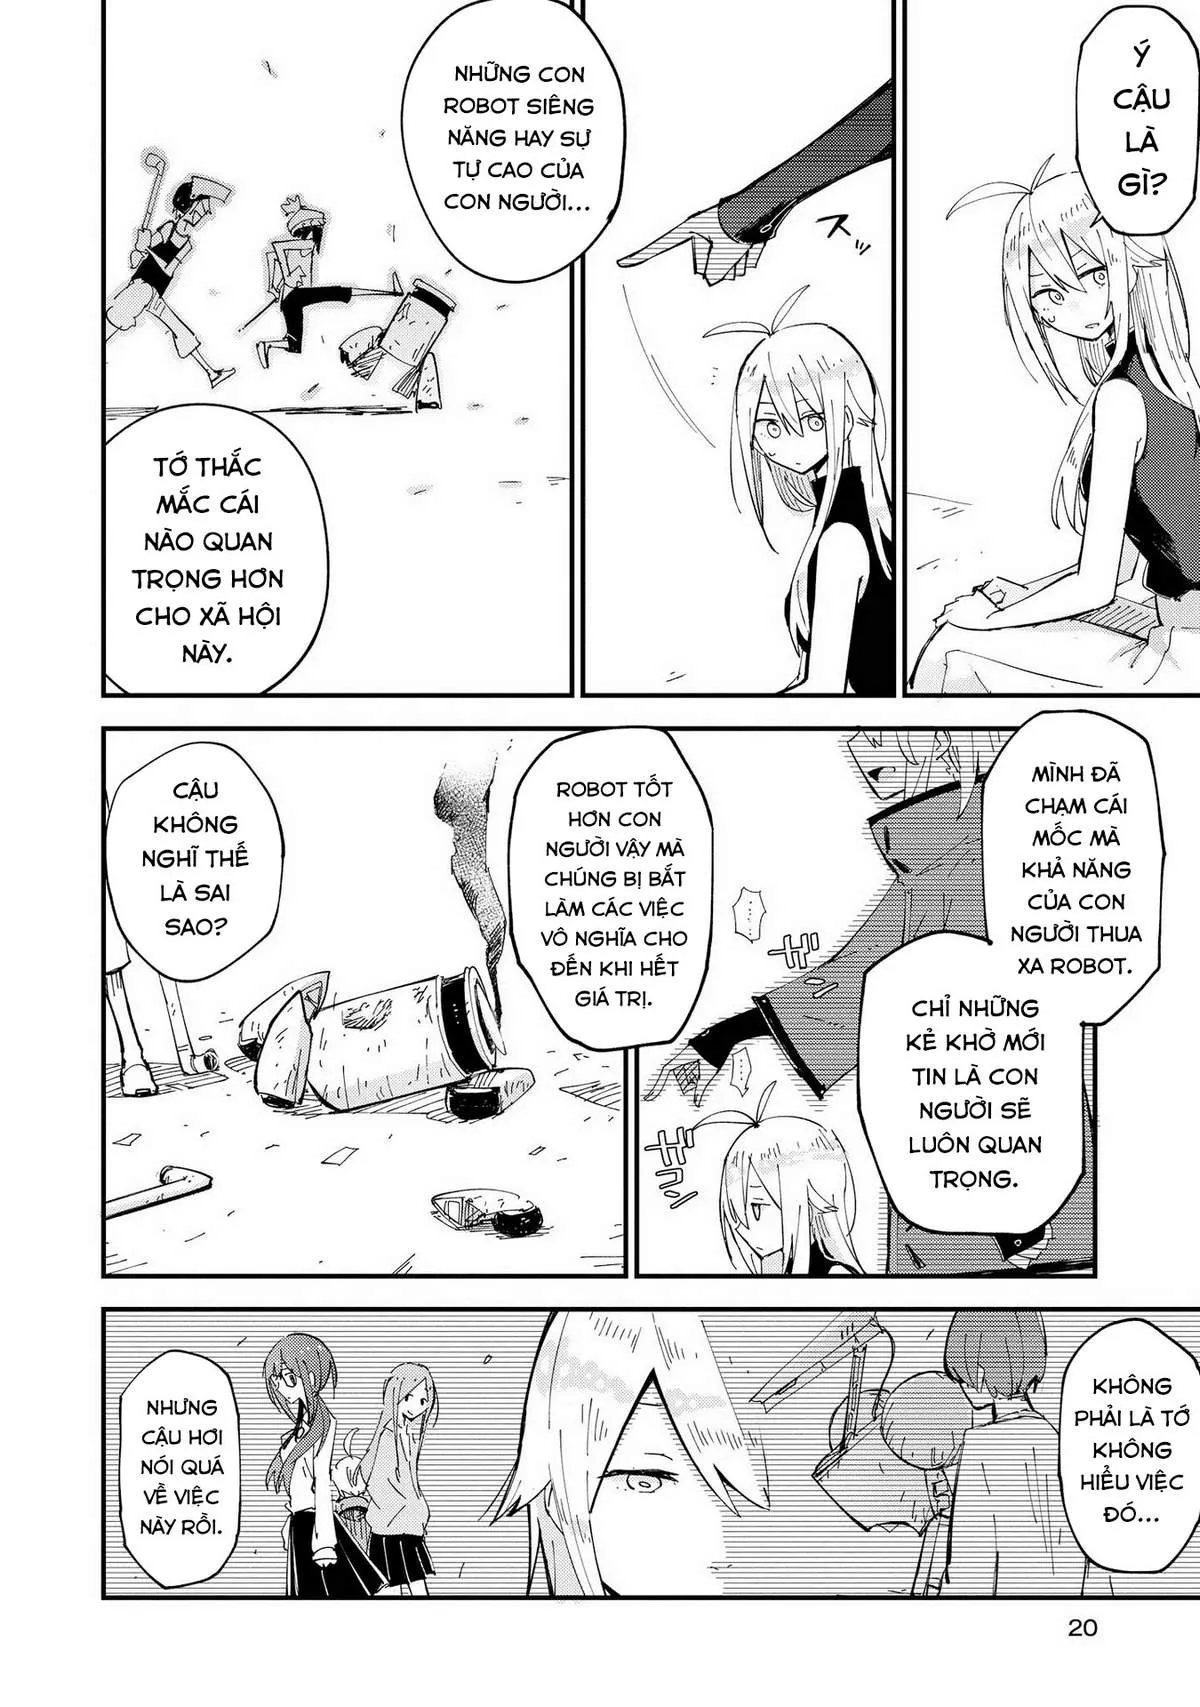 Ý
CẬU
LÀ
GÌ?
スッ
NHỮNG CON
ROBOT SIÊNG
NĂNG HAY SỰ
TỰ CAO CỦA
CON NGƯỜI...
TỚ THẮC
MẮC CÁI
NÀO QUAN
TRỌNG HƠN
CHO XÃ HỘI
NÀY.
MÌNH ĐÃ
CHẠM CÁI
MỐC MÀ
KHẢ NĂNG
CỦA CON
NGƯỜI THUA
XA ROBOT.
CHỈ NHỮNG
KẺ KHỜ MỚI
TIN LÀ CON
NGƯỜI SẼ
LUÔN QUAN
TRỌNG.
ROBOT TỐT
HƠN CON
NGƯỜI VẬY MÀ
CHÚNG BỊ BẮT
LÀM CÁC VIỆC
VÔ NGHĨA CHO
ĐẾN KHI HẾT
GIÁ TRỊ.
CẬU
KHÔNG
NGHĨ THẾ
LÀ SAI
SAO?
KHÔNG
PHẢI LÀ TỚ
KHÔNG
HIỂU VIỆC
ĐÓ...
NHƯNG
CẬU HƠI
NÓI QUÁ
VỀ VIỆC
NÀY RỒI.
20